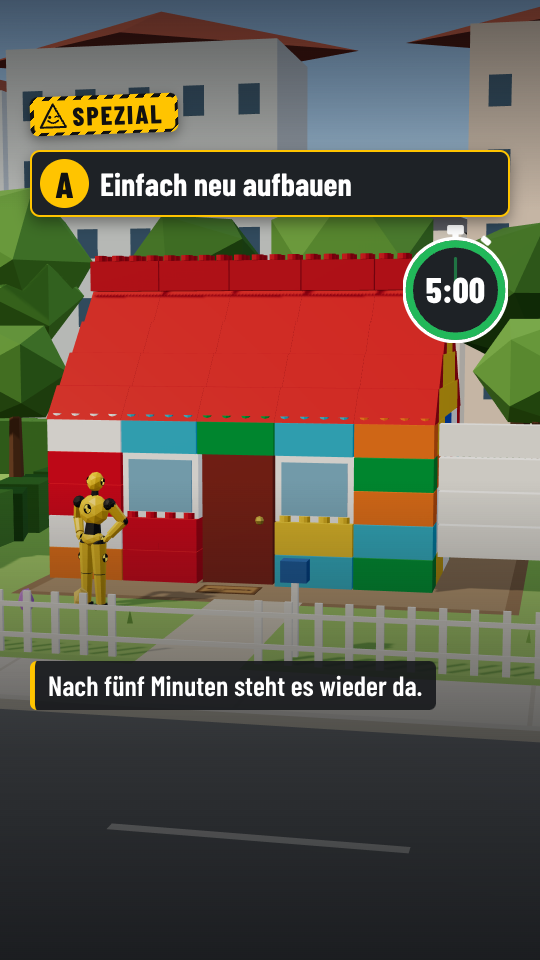 SPEZIAL
A Einfach neu aufbauen
5:00
Nach fünf Minuten steht es wieder da.